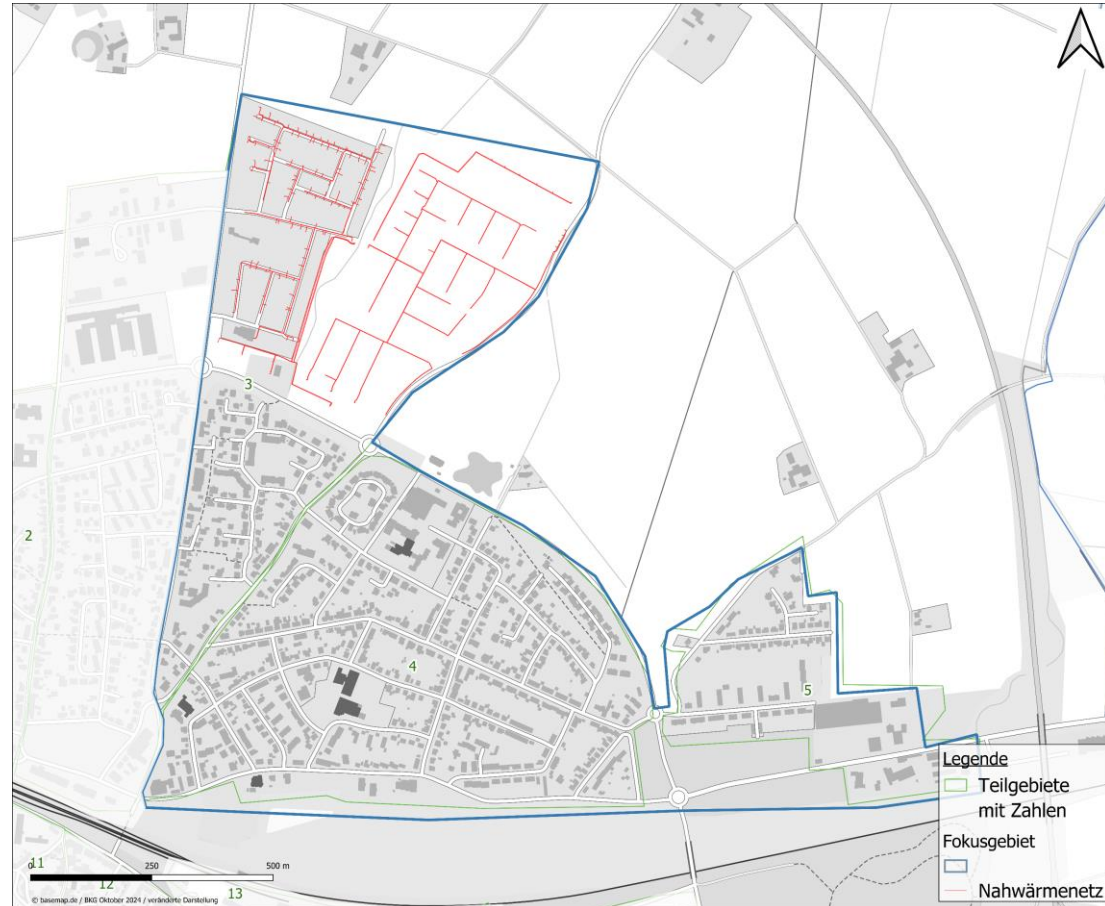 3
2
4
5
Legende
Teilgebiete
mit Zahlen
Fokusgebiet
Nahwärmenetz
11
0 250 500 m
12
13
© basemap.de / BKG Oktober 2024 / veränderte Darstellung